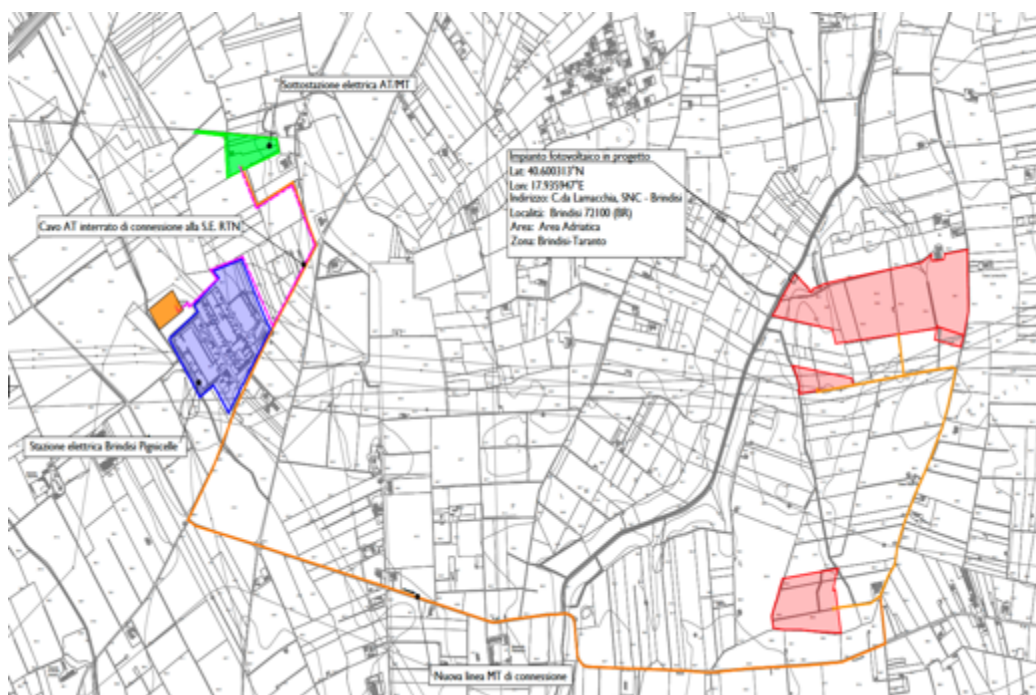 Sottostazione elettrica AT/MT
Impianto fotovoltaico in progetto
Lat: 40.600313°N
Lon: 17.935947°E
Indirizzo: C.da Lamacchia, SNC - Brindisi
Località: Brindisi 72100 (BR)
Area: Area Adriatica
Zona: Brindisi-Taranto
Cavo AT interrato di connessione alla S.E. RTN
Stazione elettrica Brindisi Pignicelle
Nuova linea MT di connessione